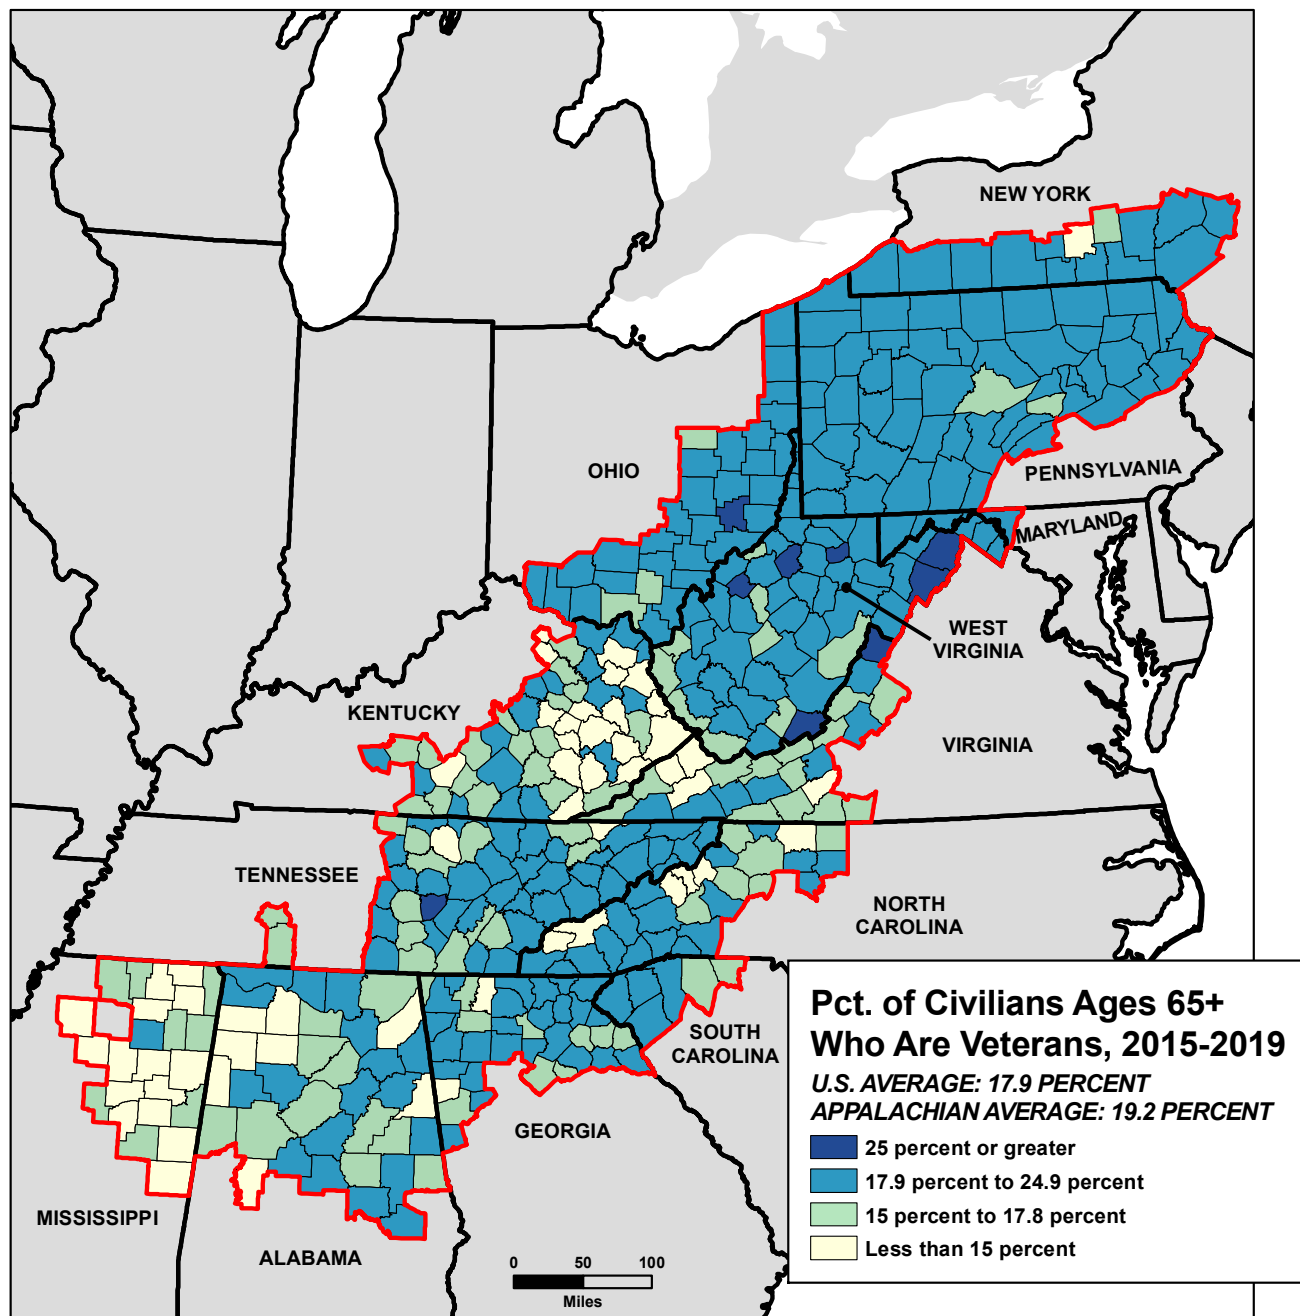 NEW YORK
OHIO
PENNSYLVANIA
MARYLAND
WEST
VIRGINIA
KENTUCKY
VIRGINIA
TENNESSEE
NORTH
CAROLINA
SOUTH
CAROLINA
GEORGIA
MISSISSIPPI
ALABAMA
Pct. of Civilians Ages 65+
Who Are Veterans, 2015-2019
U.S. AVERAGE: 17.9 PERCENT
APPALACHIAN AVERAGE: 19.2 PERCENT
25 percent or greater
17.9 percent to 24.9 percent
15 percent to 17.8 percent
Less than 15 percent
0 50 100
Miles